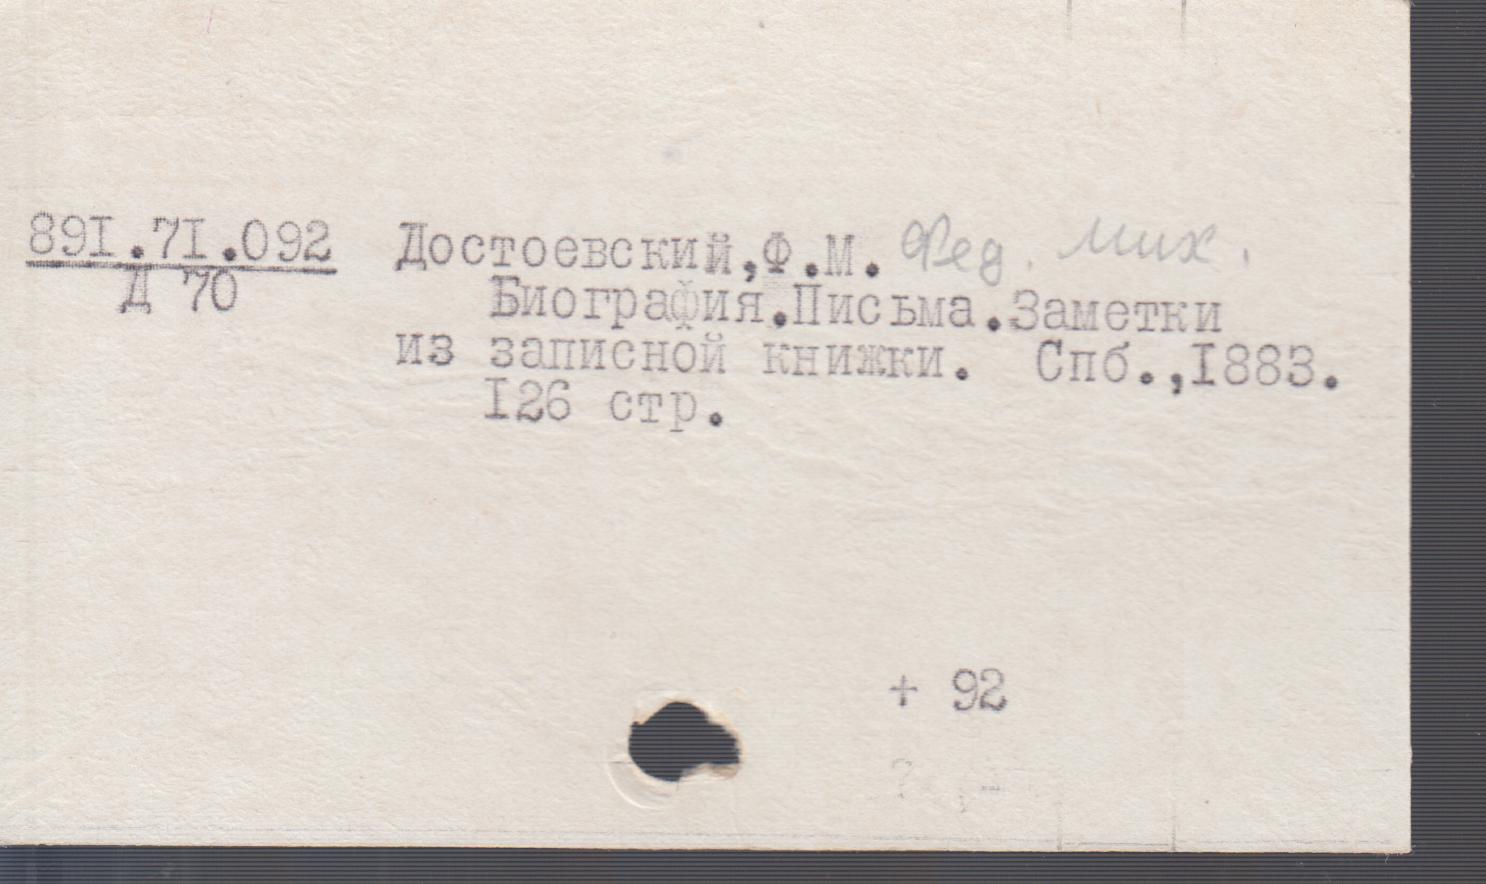 891.71.092
Д 70
Достоевский,Ф.М. Фед. Мих.
Биография.Письма.Заметки
из записной книжки. Спб.,1883.
126 стр.
+ 92